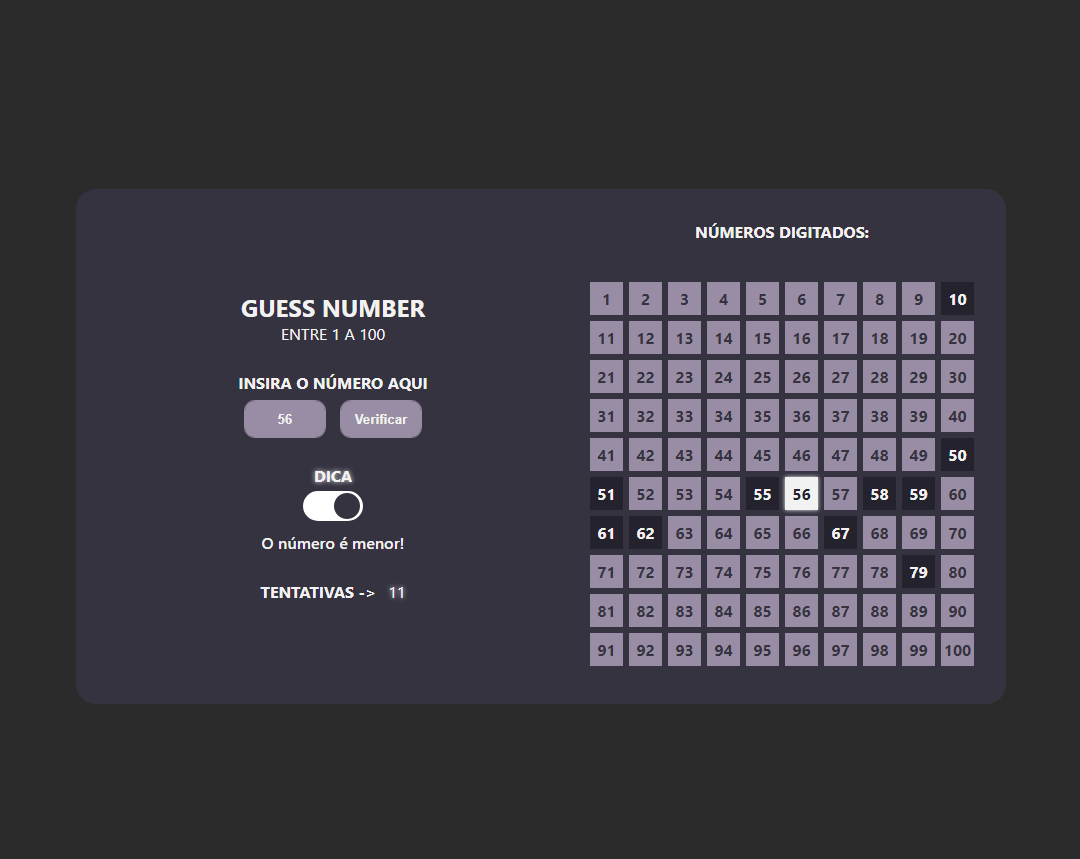 GUESS NUMBER
ENTRE 1 A 100
INSIRA O NÚMERO AQUI
56 Verificar
DICA
O número é menor!
TENTATIVAS -> 11
NÚMEROS DIGITADOS:
1 2 3 4 5 6 7 8 9 10
11 12 13 14 15 16 17 18 19 20
21 22 23 24 25 26 27 28 29 30
31 32 33 34 35 36 37 38 39 40
41 42 43 44 45 46 47 48 49 50
51 52 53 54 55 56 57 58 59 60
61 62 63 64 65 66 67 68 69 70
71 72 73 74 75 76 77 78 79 80
81 82 83 84 85 86 87 88 89 90
91 92 93 94 95 96 97 98 99 100